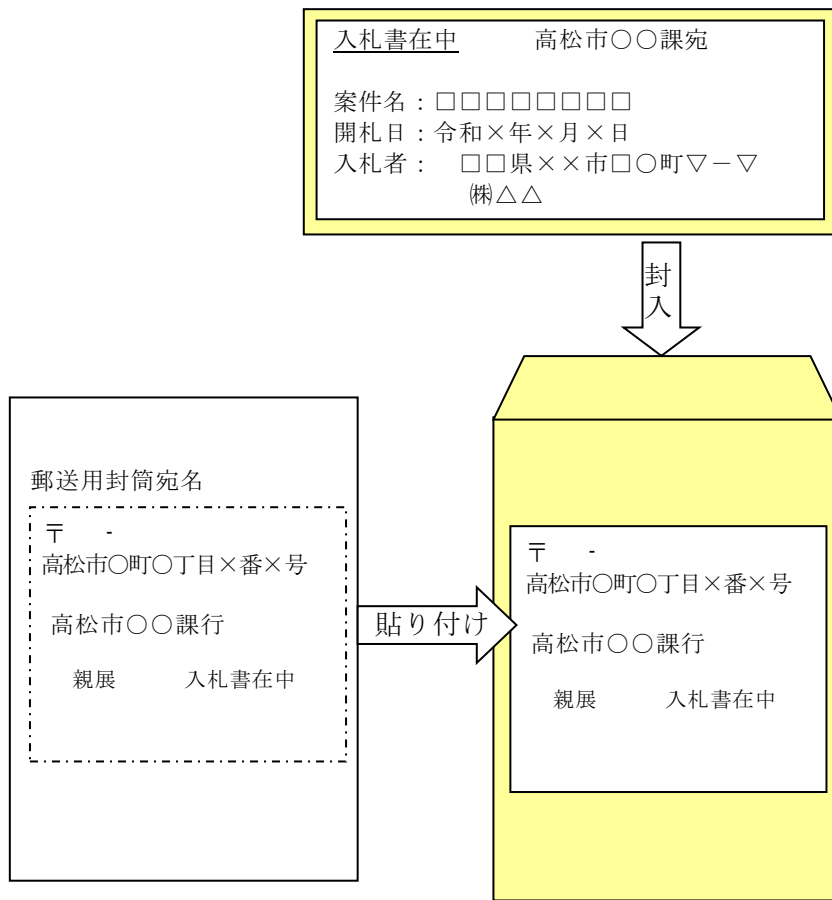 入札書在中　　　高松市○○課宛
案件名：□□□□□□□□
開札日：令和×年×月×日
入札者：　□□県××市□○町▽－▽
㈱△△
封入
郵送用封筒宛名
〒　-
高松市○町○丁目×番×号
高松市○○課行
親展　　　入札書在中
貼り付け
〒　-
高松市○町○丁目×番×号
高松市○○課行
親展　　　入札書在中